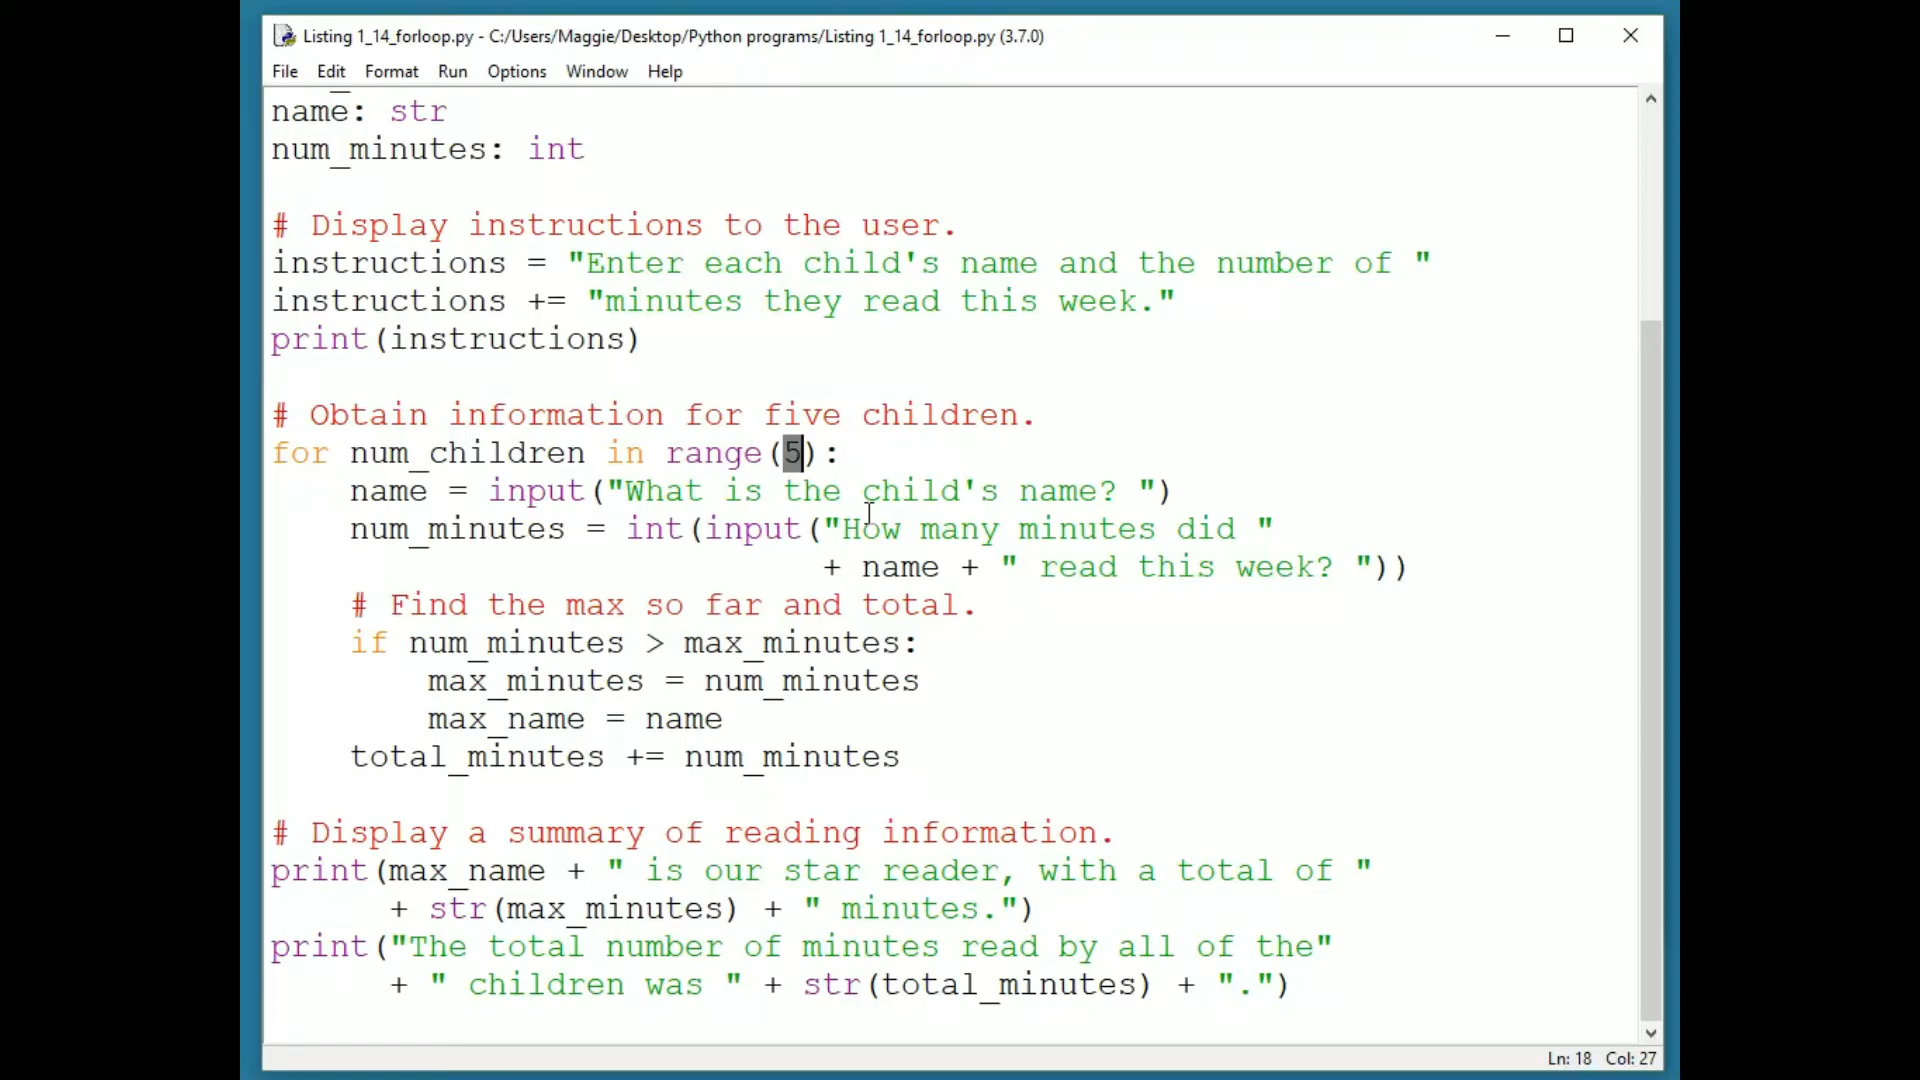 Listing 1_14_forloop.py - C:/Users/Maggie/Desktop/Python programs/Listing 1_14_forloop.py (3.7.0)
File Edit Format Run Options Window Help
name: str
num_minutes: int
# Display instructions to the user.
instructions = "Enter each child's name and the number of "
instructions += "minutes they read this week."
print(instructions)
# Obtain information for five children.
for num_children in range(5):
    name = input("What is the child's name? ")
    num_minutes = int(input("How many minutes did "
                            + name + " read this week? "))
    # Find the max so far and total.
    if num_minutes > max_minutes:
        max_minutes = num_minutes
        max_name = name
    total_minutes += num_minutes
# Display a summary of reading information.
print(max_name + " is our star reader, with a total of "
      + str(max_minutes) + " minutes.")
print("The total number of minutes read by all of the"
      + " children was " + str(total_minutes) + ".")
Ln: 18 Col: 27